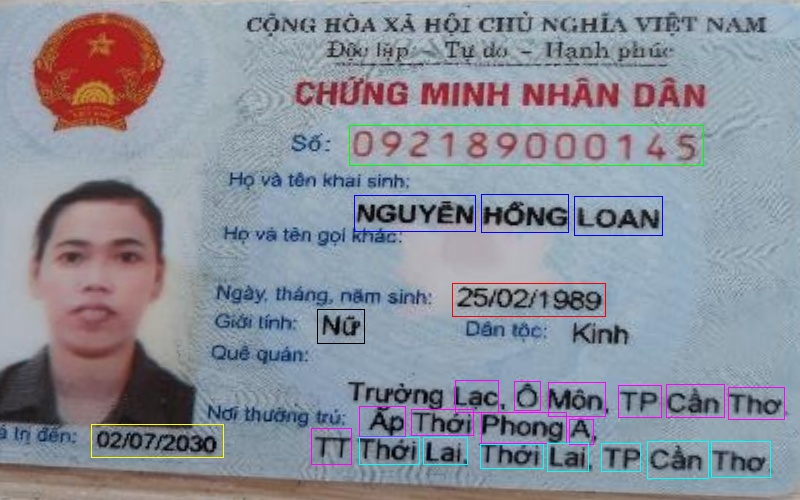 CỘNG HÒA XÃ HỘI CHỦ NGHĨA VIỆT NAM
Độc lập - Tự do - Hạnh phúc
CHỨNG MINH NHÂN DÂN
Số: 092189000145
Họ và tên khai sinh:
NGUYỄN HỒNG LOAN
Họ và tên gọi khác:
Ngày, tháng, năm sinh: 25/02/1989
Giới tính: Nữ Dân tộc: Kinh
Quê quán:
Trường Lạc, Ô Môn, TP Cần Thơ
Nơi thường trú: Ấp Thới Phong A,
TT Thới Lai, Thới Lai, TP Cần Thơ
trị đến: 02/07/2030